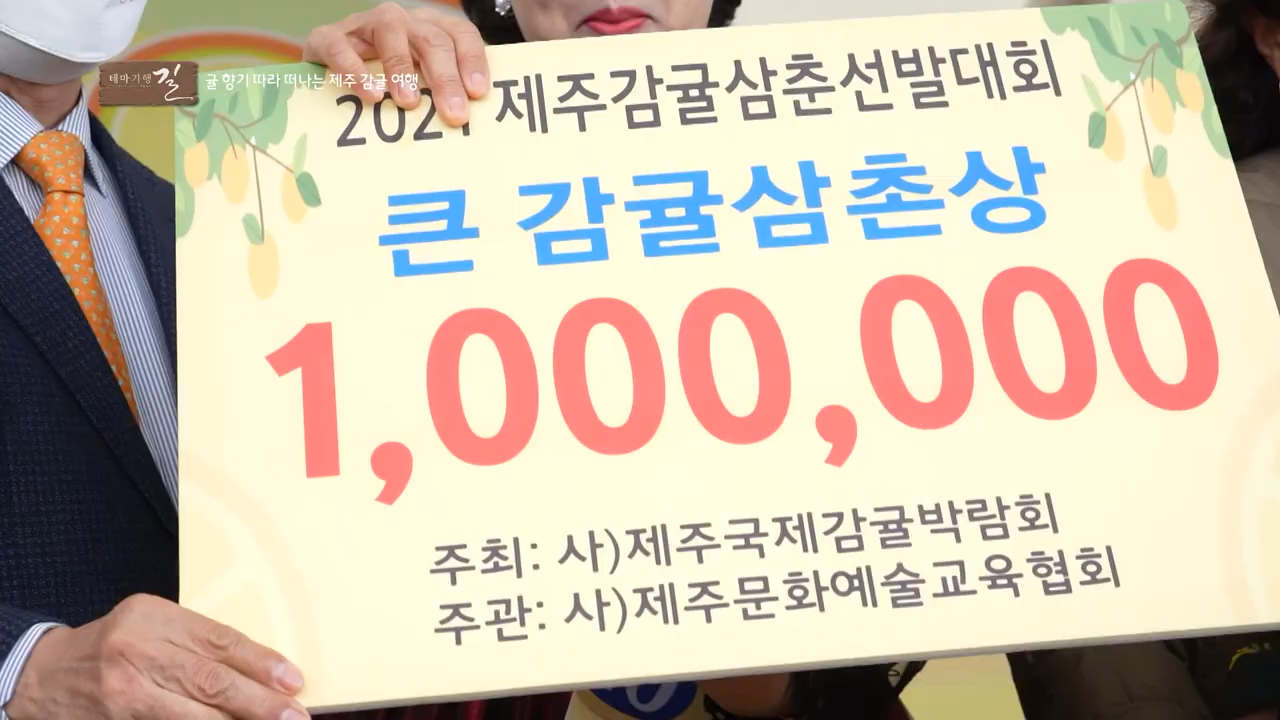 테마기행 길 귤 향기 따라 떠나는 제주 감귤 여행
2021 제주감귤삼춘선발대회
큰 감귤삼촌상
1,000,000
주최: 사)제주국제감귤박람회
주관: 사)제주문화예술교육협회